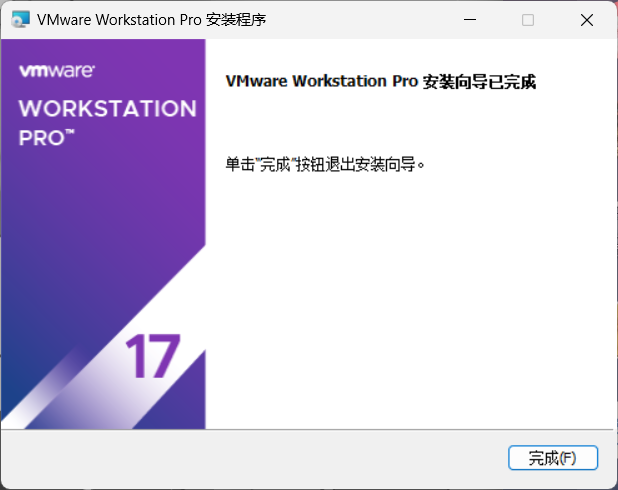 VMware Workstation Pro 安装程序
vmware
WORKSTATION
PRO™
17
VMware Workstation Pro 安装向导已完成
单击"完成"按钮退出安装向导。
完成(F)